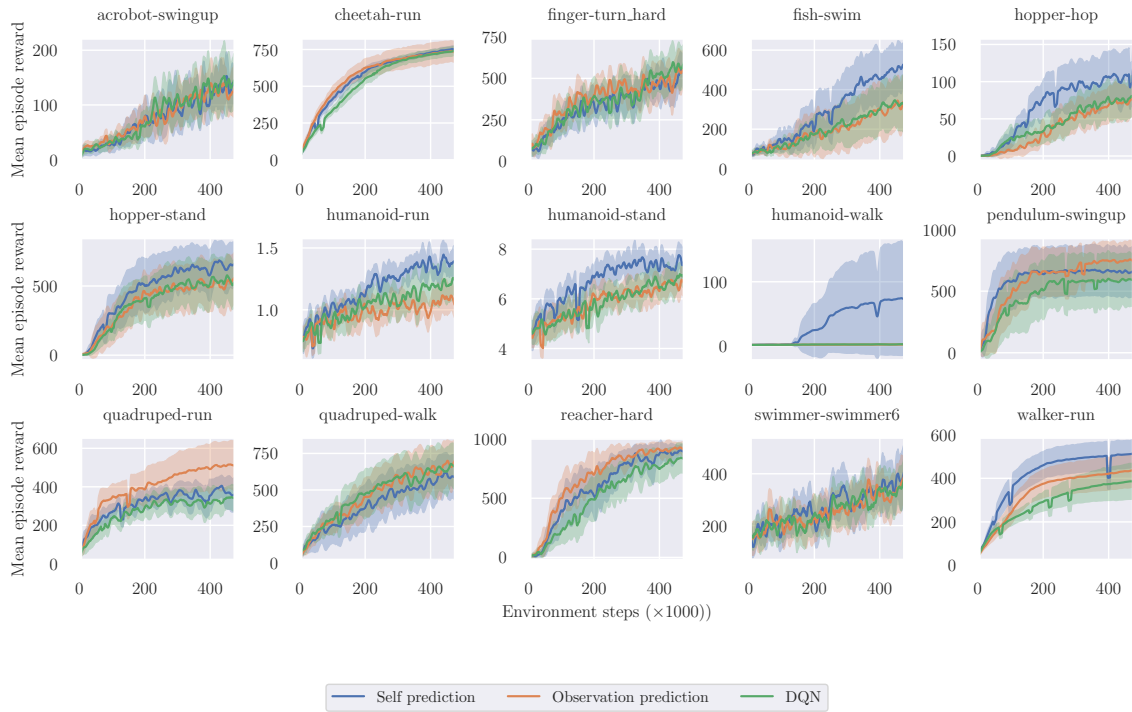 acrobot-swingup cheetah-run finger-turn_hard fish-swim hopper-hop
Mean episode reward
200
100
0
0 200 400
750
500
250
0
0 200 400
750
500
250
0
0 200 400
600
400
200
0
0 200 400
150
100
50
0
0 200 400
hopper-stand humanoid-run humanoid-stand humanoid-walk pendulum-swingup
Mean episode reward
500
0
0 200 400
1.5
1.0
0 200 400
8
6
4
0 200 400
100
0
0 200 400
1000
500
0
0 200 400
quadruped-run quadruped-walk reacher-hard swimmer-swimmer6 walker-run
Mean episode reward
600
400
200
0
0 200 400
750
500
250
0
0 200 400
1000
500
0
0 200 400
400
200
0 200 400
600
400
200
0
0 200 400
Environment steps (×1000))
Self prediction Observation prediction DQN